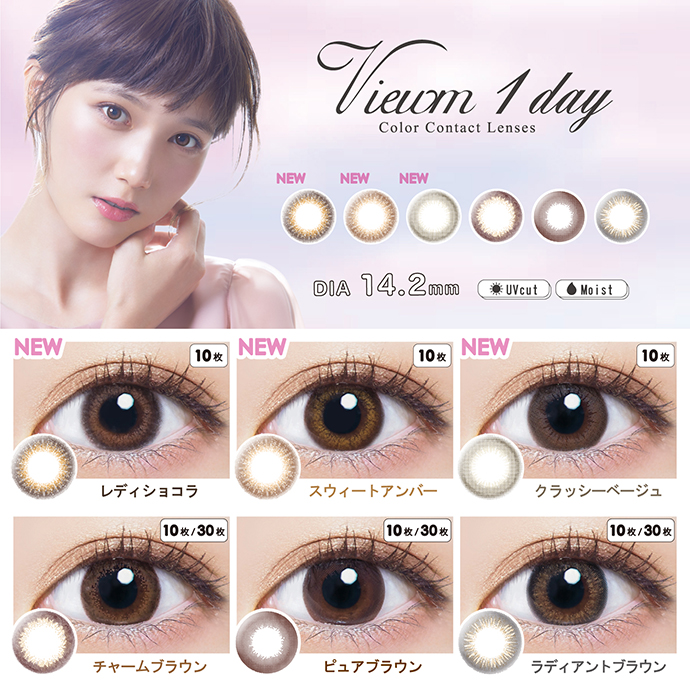 Viewm 1day
Color Contact Lenses
NEW
NEW
NEW
DIA 14.2mm
UVcut
Moist
NEW
10枚
レディショコラ
NEW
10枚
スウィートアンバー
NEW
10枚
クラッシーベージュ
10枚/30枚
チャームブラウン
10枚/30枚
ピュアブラウン
10枚/30枚
ラディアントブラウン